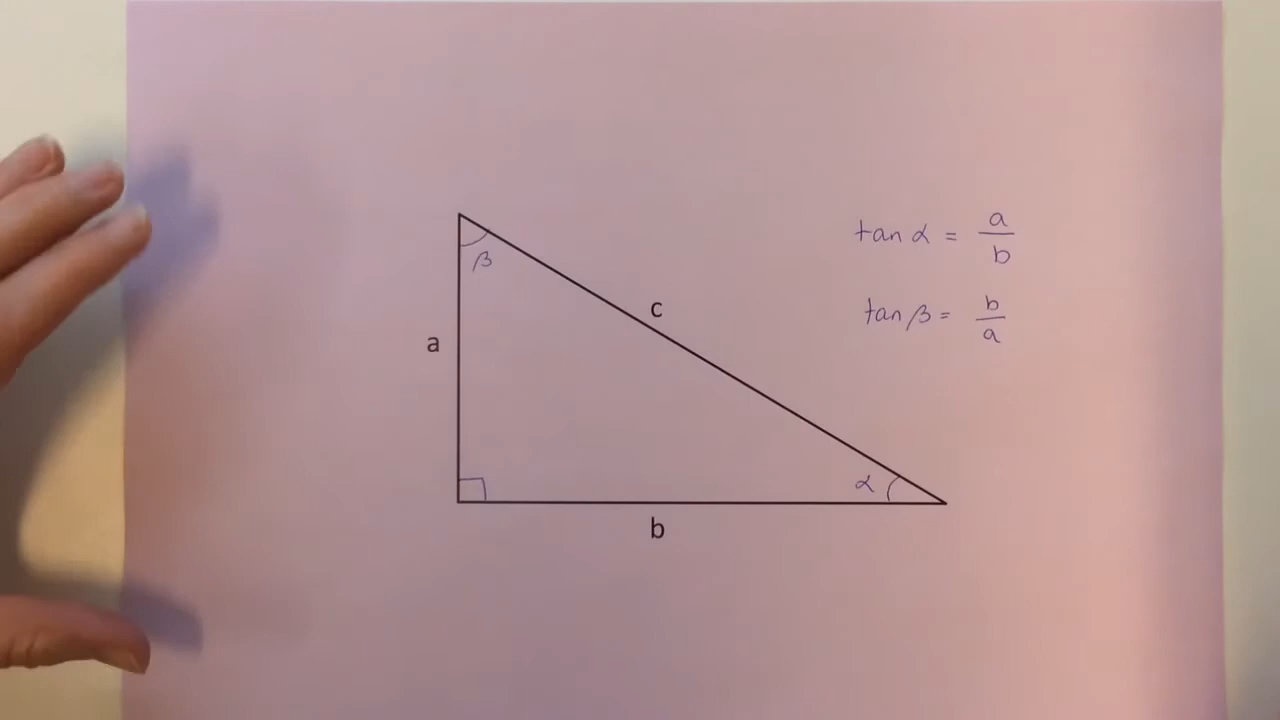 tan α = a/b
β
c
tan β = b/a
a
α
b